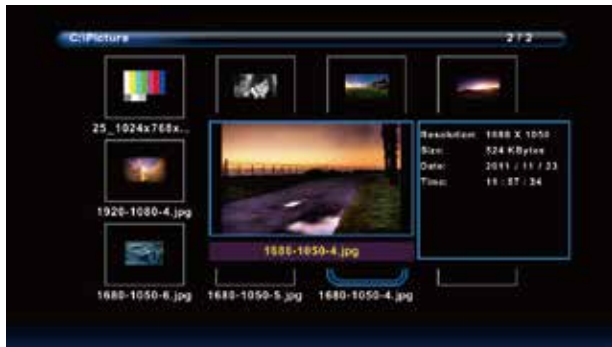 C:\Picture 2 / 2
25_1024x768x...
Resolution: 1680 X 1050
Size: 524 KBytes
Date: 2011 / 11 / 23
Time: 11 : 57 : 34
1920-1080-4.jpg
1680-1050-4.jpg
1680-1050-6.jpg 1680-1050-5.jpg 1680-1050-4.jpg